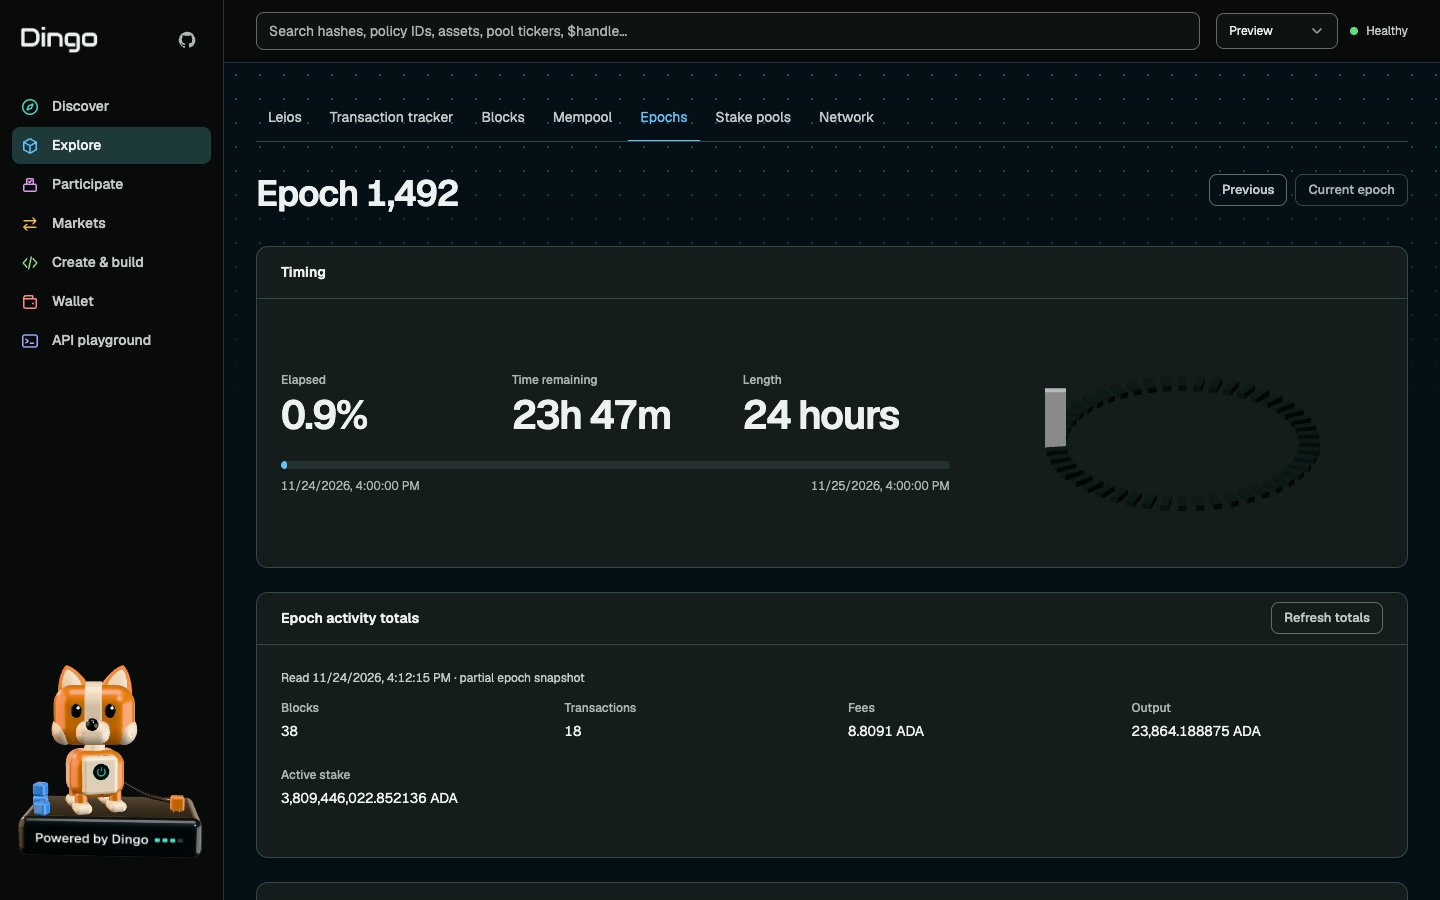 Dingo
Search hashes, policy IDs, assets, pool tickers, $handle...
Preview
Healthy
Discover
Explore
Participate
Markets
Create & build
Wallet
API playground
Leios
Transaction tracker
Blocks
Mempool
Epochs
Stake pools
Network
Epoch 1,492
Previous
Current epoch
Timing
Elapsed
0.9%
Time remaining
23h 47m
Length
24 hours
11/24/2026, 4:00:00 PM
11/25/2026, 4:00:00 PM
Epoch activity totals
Refresh totals
Read 11/24/2026, 4:12:15 PM · partial epoch snapshot
Blocks
38
Transactions
18
Fees
8.8091 ADA
Output
23,864.188875 ADA
Active stake
3,809,446,022.852136 ADA
Powered by Dingo